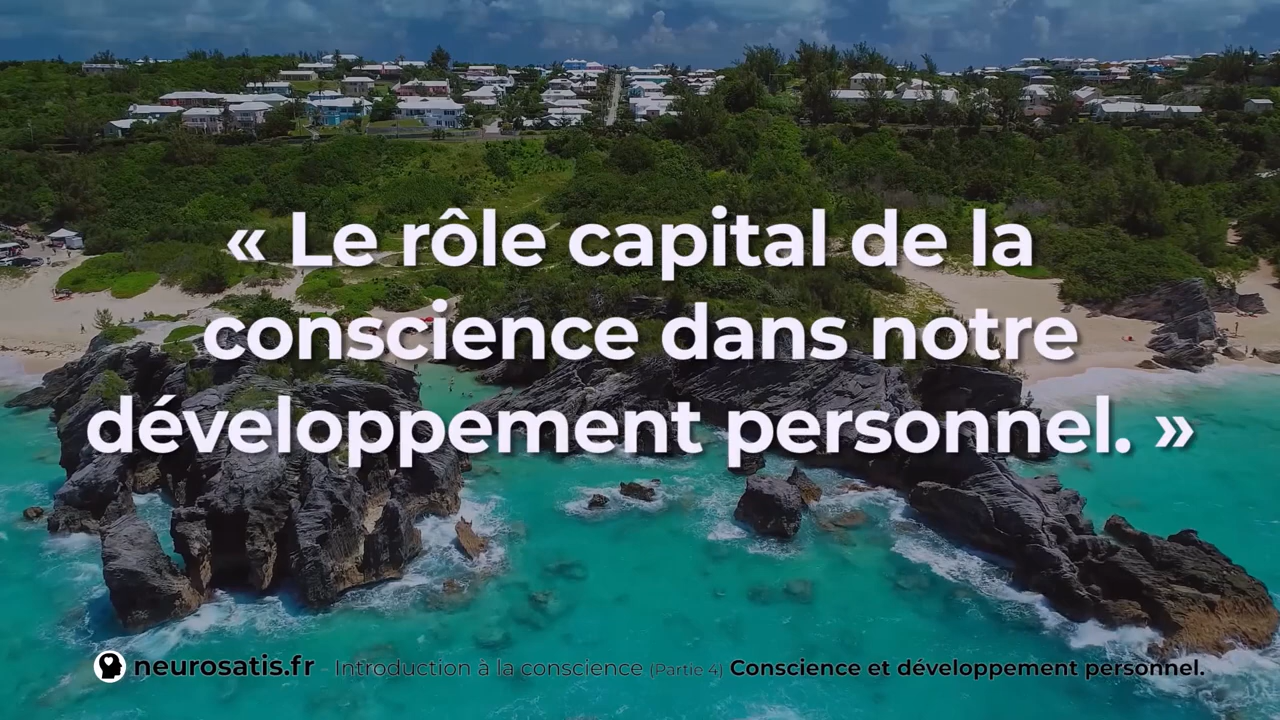 « Le rôle capital de la
conscience dans notre
développement personnel. »
neurosatis.fr - Introduction à la conscience (Partie 4) Conscience et développement personnel.